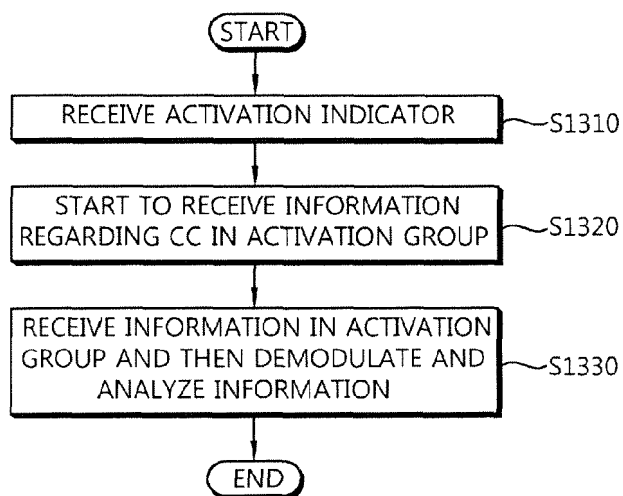 START
RECEIVE ACTIVATION INDICATOR
S1310
START TO RECEIVE INFORMATION
REGARDING CC IN ACTIVATION GROUP
S1320
RECEIVE INFORMATION IN ACTIVATION
GROUP AND THEN DEMODULATE AND
ANALYZE INFORMATION
S1330
END